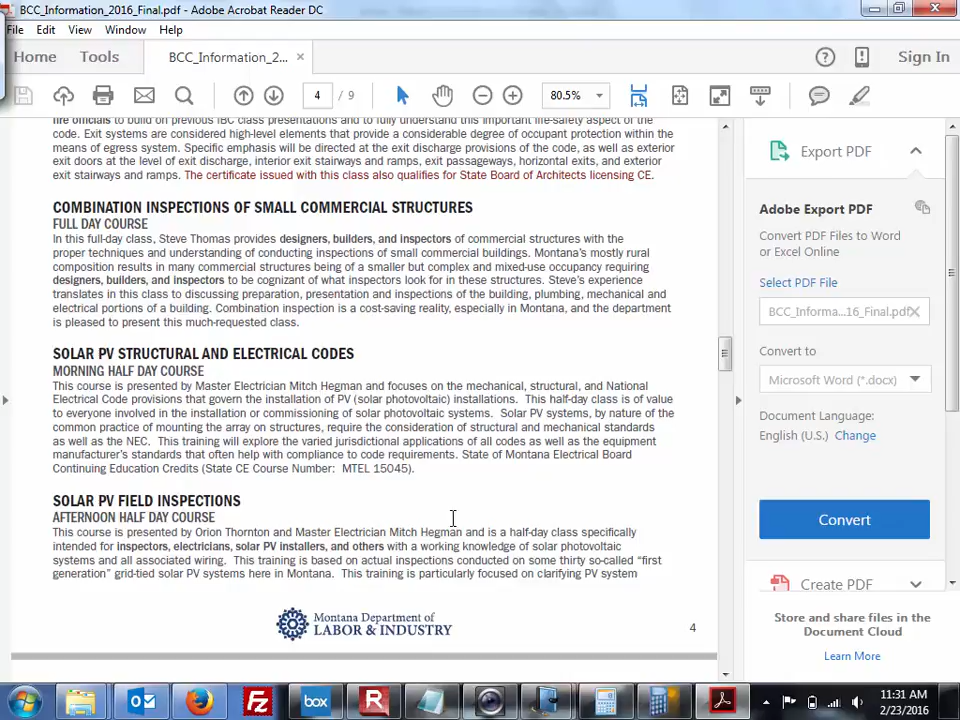 BCC_Information_2016_Final.pdf - Adobe Acrobat Reader DC
File Edit View Window Help
Home Tools BCC_Information_2... × Sign In
4 / 9 80.5%
fire officials to build on previous IBC class presentations and to fully understand this important life-safety aspect of the
code. Exit systems are considered high-level elements that provide a considerable degree of occupant protection within the
means of egress system. Specific emphasis will be directed at the exit discharge provisions of the code, as well as exterior
exit doors at the level of exit discharge, interior exit stairways and ramps, exit passageways, horizontal exits, and exterior
exit stairways and ramps. The certificate issued with this class also qualifies for State Board of Architects licensing CE.
COMBINATION INSPECTIONS OF SMALL COMMERCIAL STRUCTURES
FULL DAY COURSE
In this full-day class, Steve Thomas provides designers, builders, and inspectors of commercial structures with the
proper techniques and understanding of conducting inspections of small commercial buildings. Montana's mostly rural
composition results in many commercial structures being of a smaller but complex and mixed-use occupancy requiring
designers, builders, and inspectors to be cognizant of what inspectors look for in these structures. Steve's experience
translates in this class to discussing preparation, presentation and inspections of the building, plumbing, mechanical and
electrical portions of a building. Combination inspection is a cost-saving reality, especially in Montana, and the department
is pleased to present this much-requested class.
SOLAR PV STRUCTURAL AND ELECTRICAL CODES
MORNING HALF DAY COURSE
This course is presented by Master Electrician Mitch Hegman and focuses on the mechanical, structural, and National
Electrical Code provisions that govern the installation of PV (solar photovoltaic) installations. This half-day class is of value
to everyone involved in the installation or commissioning of solar photovoltaic systems. Solar PV systems, by nature of the
common practice of mounting the array on structures, require the consideration of structural and mechanical standards
as well as the NEC. This training will explore the varied jurisdictional applications of all codes as well as the equipment
manufacturer's standards that often help with compliance to code requirements. State of Montana Electrical Board
Continuing Education Credits (State CE Course Number: MTEL 15045).
SOLAR PV FIELD INSPECTIONS
AFTERNOON HALF DAY COURSE
This course is presented by Orion Thornton and Master Electrician Mitch Hegman and is a half-day class specifically
intended for inspectors, electricians, solar PV installers, and others with a working knowledge of solar photovoltaic
systems and all associated wiring. This training is based on actual inspections conducted on some thirty so-called "first
generation" grid-tied solar PV systems here in Montana. This training is particularly focused on clarifying PV system
Montana Department of
LABOR & INDUSTRY
4
Export PDF
Adobe Export PDF
Convert PDF Files to Word
or Excel Online
Select PDF File
BCC_Informa...16_Final.pdf
Convert to
Microsoft Word (*.docx)
Document Language:
English (U.S.) Change
Convert
Create PDF
Store and share files in the
Document Cloud
Learn More
box
11:31 AM
2/23/2016